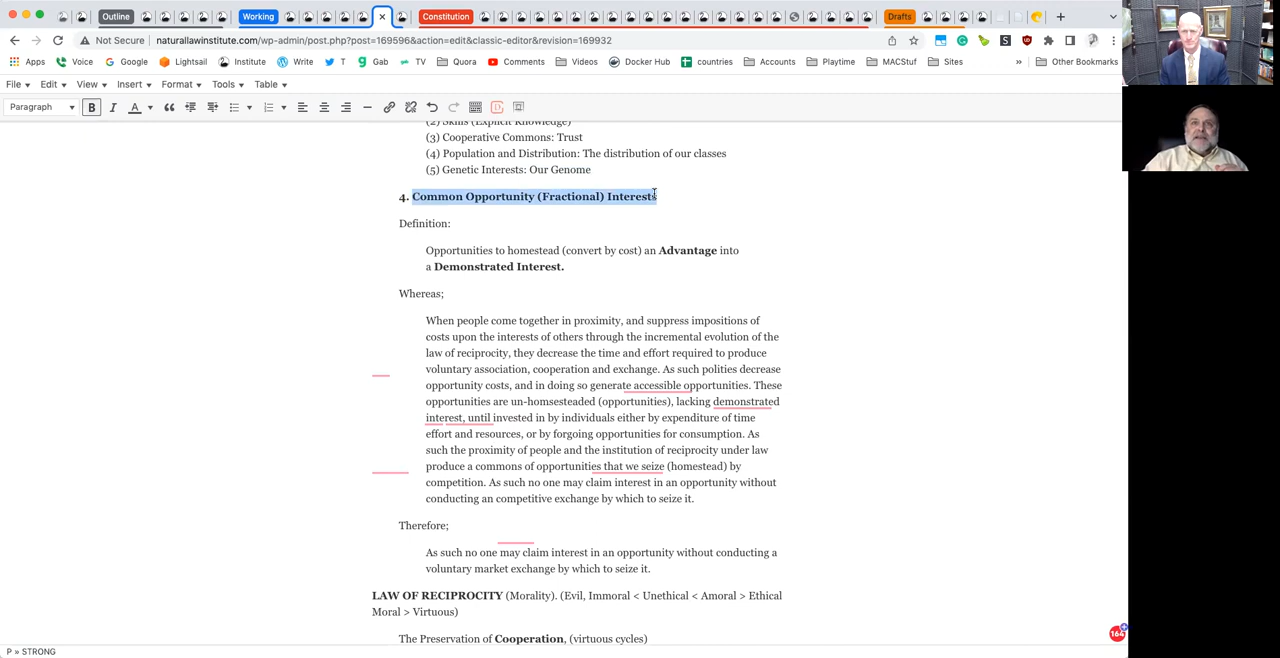 Outline
Working
Constitution
Drafts
Not Secure
naturallawinstitute.com/wp-admin/post.php?post=169596&action=edit&classic-editor&revision=169932
Apps Voice Google Lightsail Institute Write T Gab TV Quora Comments Videos Docker Hub countries Accounts Playtime MACStuf Sites » Other Bookmarks
File Edit View Insert Format Tools Table
Paragraph
(2) Skills (Explicit Knowledge)
(3) Cooperative Commons: Trust
(4) Population and Distribution: The distribution of our classes
(5) Genetic Interests: Our Genome
4. Common Opportunity (Fractional) Interests
Definition:
Opportunities to homestead (convert by cost) an Advantage into
a Demonstrated Interest.
Whereas;
When people come together in proximity, and suppress impositions of
costs upon the interests of others through the incremental evolution of the
law of reciprocity, they decrease the time and effort required to produce
voluntary association, cooperation and exchange. As such polities decrease
opportunity costs, and in doing so generate accessible opportunities. These
opportunities are un-homsesteaded (opportunities), lacking demonstrated
interest, until invested in by individuals either by expenditure of time
effort and resources, or by forgoing opportunities for consumption. As
such the proximity of people and the institution of reciprocity under law
produce a commons of opportunities that we seize (homestead) by
competition. As such no one may claim interest in an opportunity without
conducting an competitive exchange by which to seize it.
Therefore;
As such no one may claim interest in an opportunity without conducting a
voluntary market exchange by which to seize it.
LAW OF RECIPROCITY (Morality). (Evil, Immoral < Unethical < Amoral > Ethical
Moral > Virtuous)
The Preservation of Cooperation, (virtuous cycles)
164
P » STRONG